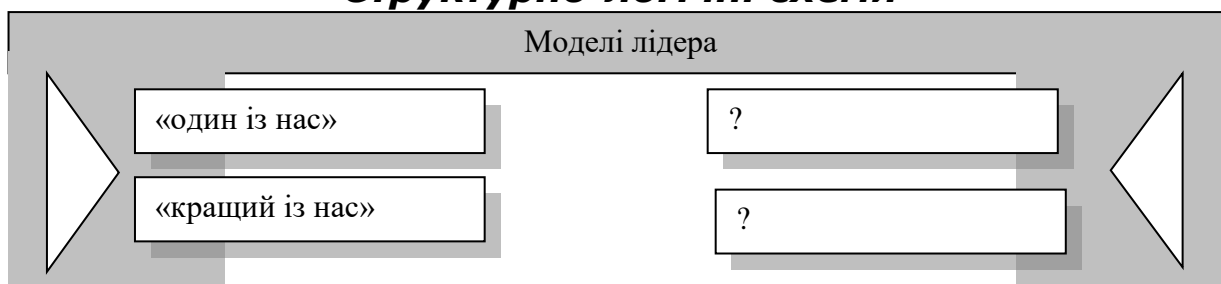 Моделі лідера
«один із нас»
?
«кращий із нас»
?